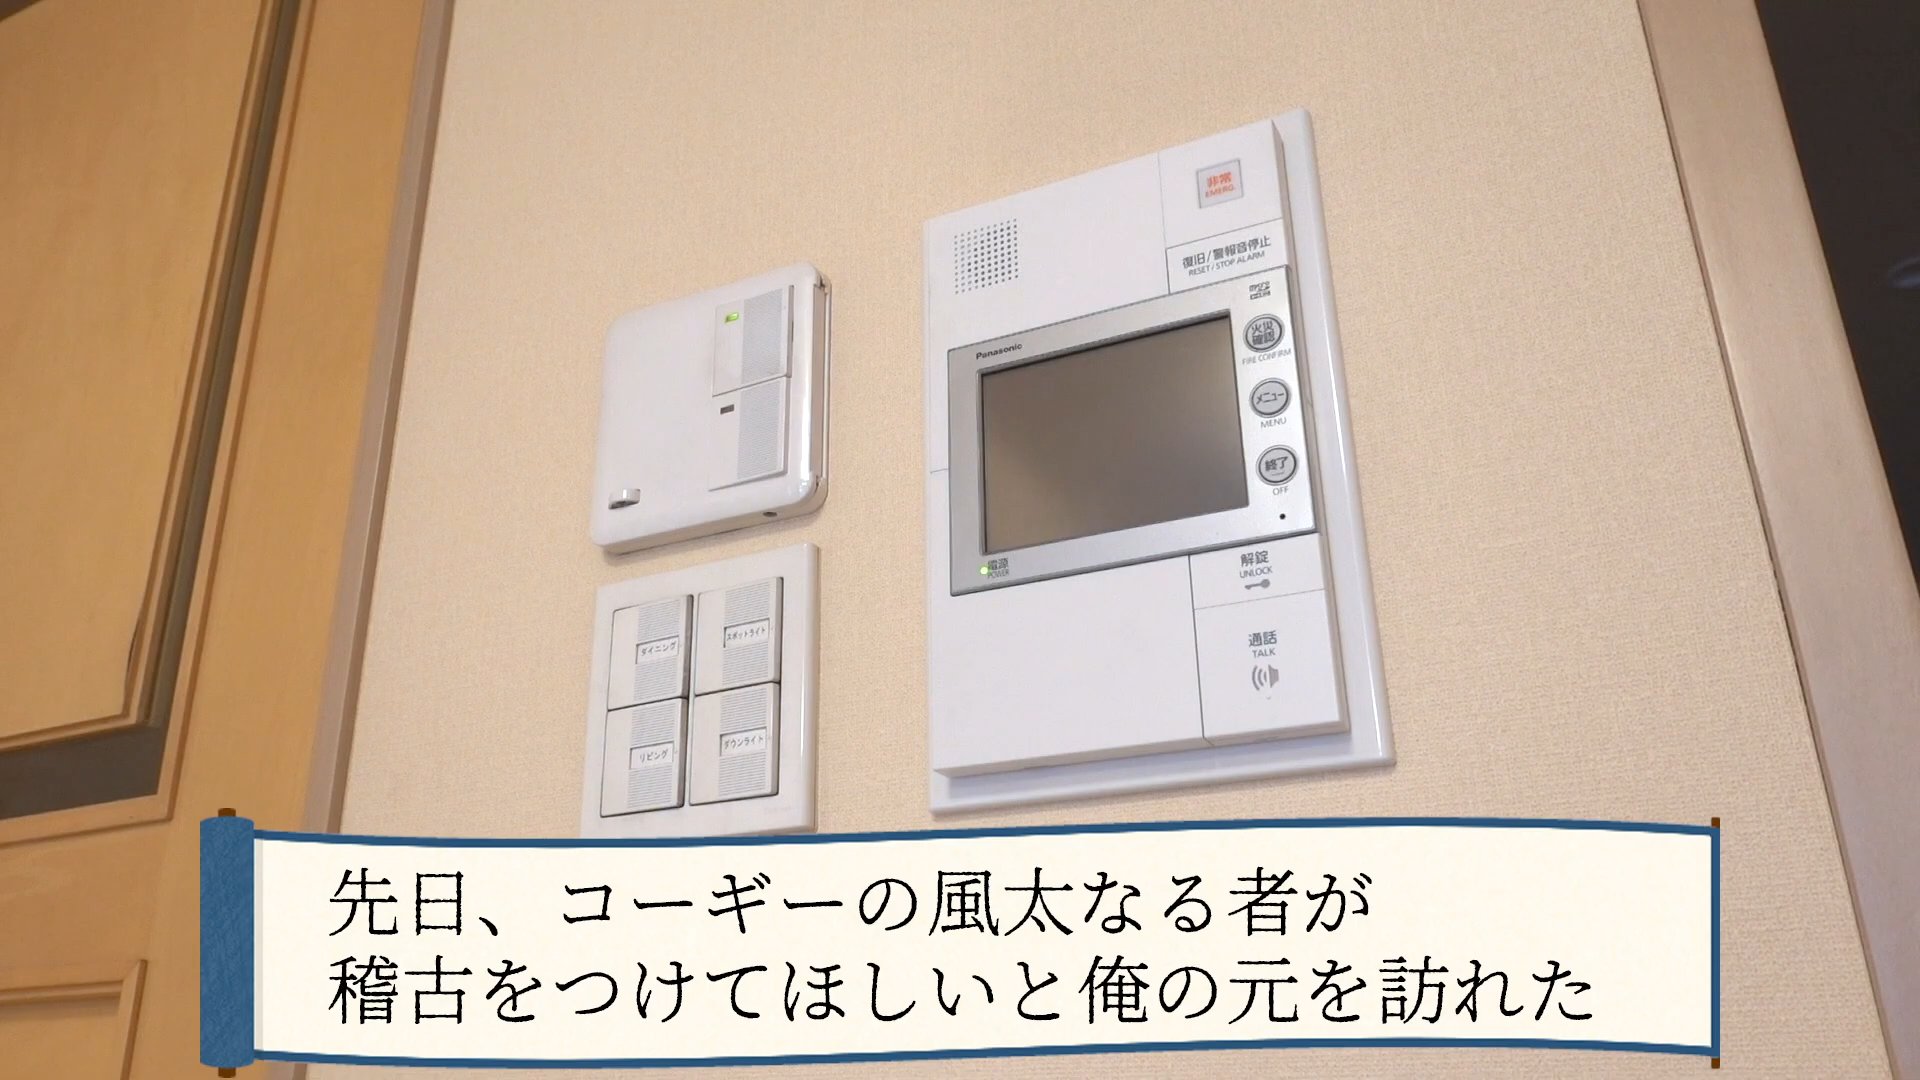 非常
EMERG.
復旧/警報音停止
RESET/STOP ALARM
Panasonic
火災
確認
FIRE CONFIRM
メニュー
MENU
終了
OFF
電源
POWER
解錠
UNLOCK
通話
TALK
ダイニング
スポットライト
リビング
ダウンライト
先日、コーギーの風太なる者が
稽古をつけてほしいと俺の元を訪れた